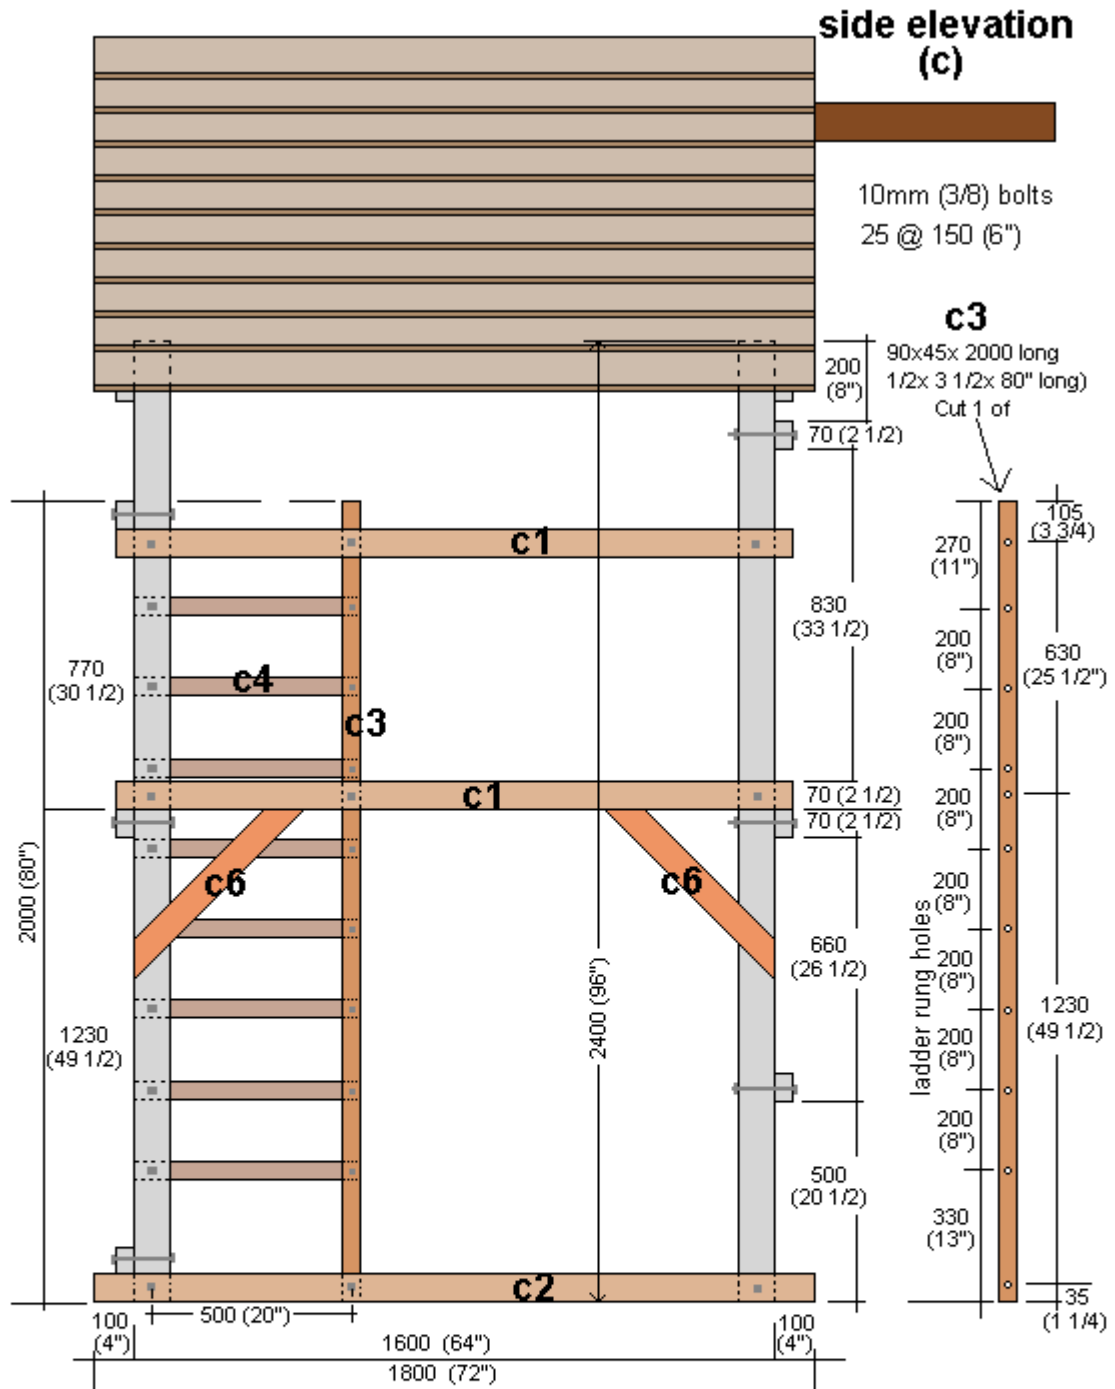 side elevation
(c)
10mm (3/8) bolts
25 @ 150 (6")
c3
90x45x 2000 long
1/2x 3 1/2x 80" long)
Cut 1 of
200
(8")
70 (2 1/2)
105
(3 3/4)
270
(11")
c1
830
(33 1/2)
200
(8")
630
(25 1/2")
770
(30 1/2)
c4
c3
200
(8")
c1
70 (2 1/2)
70 (2 1/2)
200
(8")
c6
c6
200
(8")
2000 (80")
660
(26 1/2)
2400 (96")
ladder rung holes
200
(8")
1230
(49 1/2)
1230
(49 1/2)
200
(8")
200
(8")
500
(20 1/2)
330
(13")
c2
35
(1 1/4)
500 (20")
100
(4")
1600 (64")
100
(4")
1800 (72")